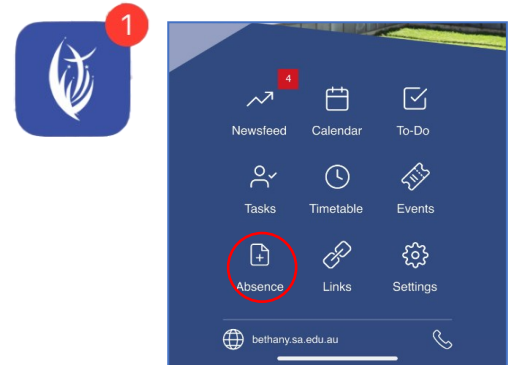 1
4
Newsfeed Calendar To-Do
Tasks Timetable Events
Absence Links Settings
bethany.sa.edu.au